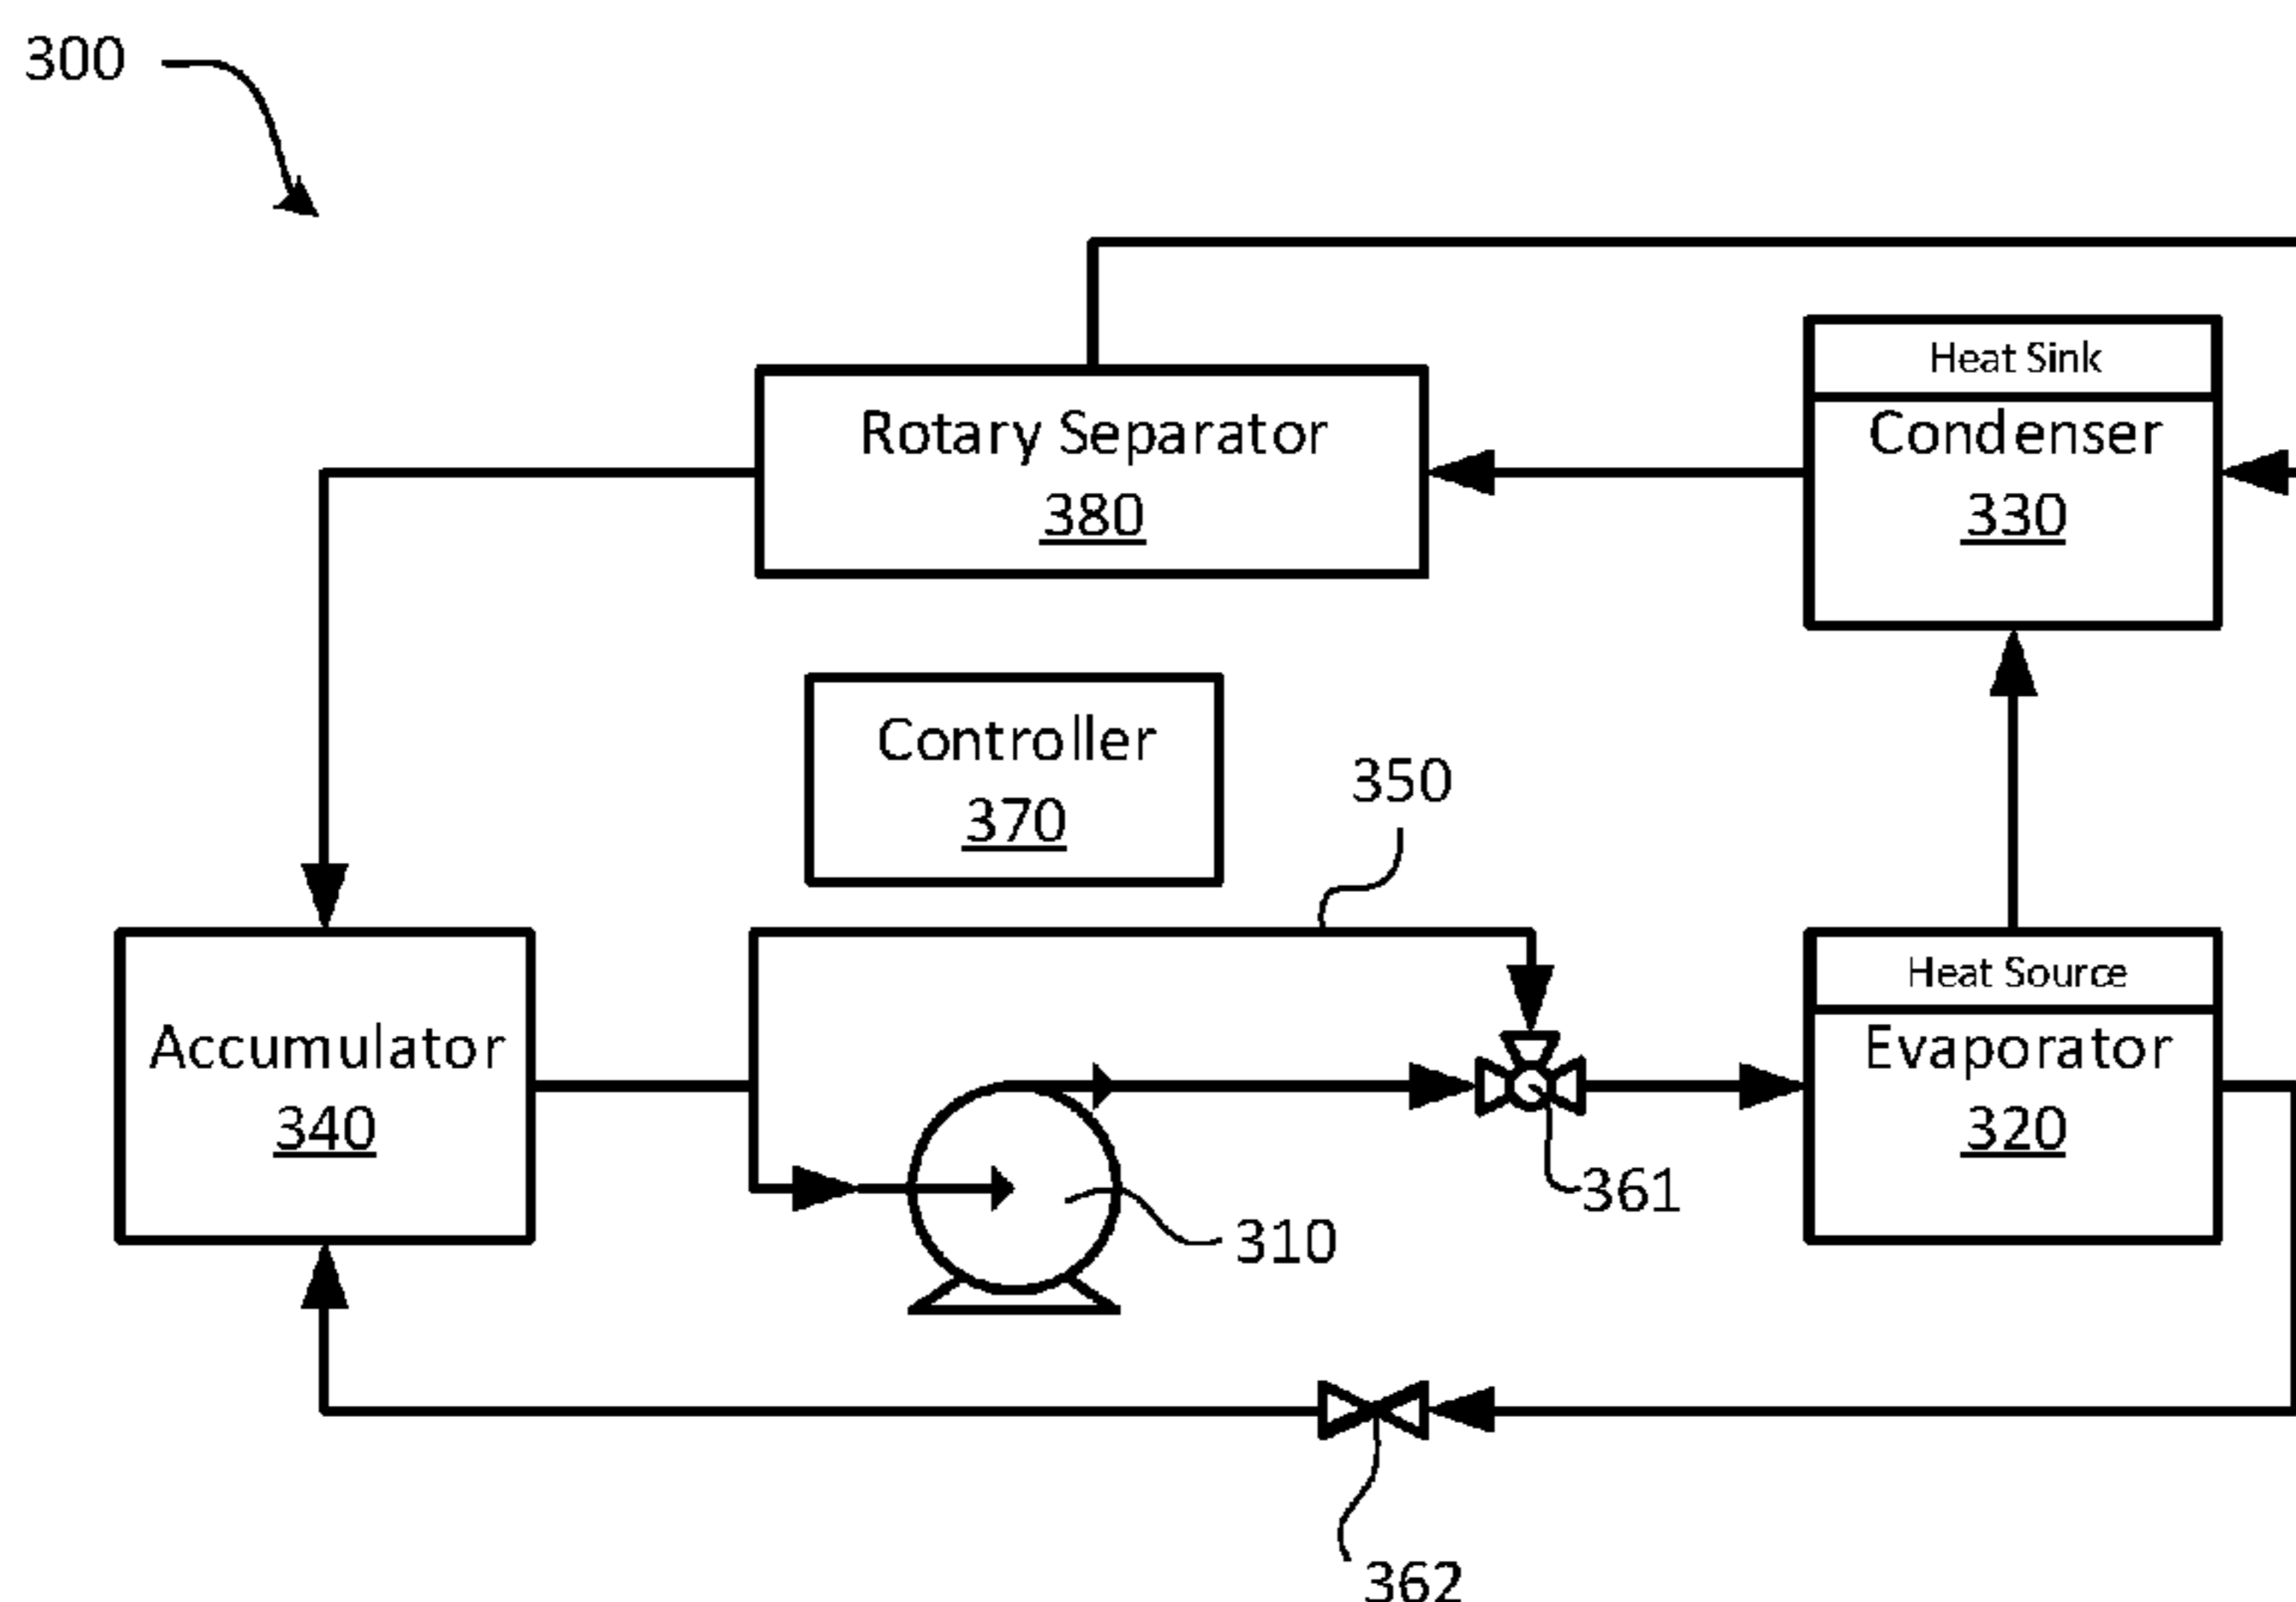 300
Heat Sink
Rotary Separator
Condenser
380
330
Controller
370
350
Heat Source
Accumulator
Evaporator
340
320
361
310
362